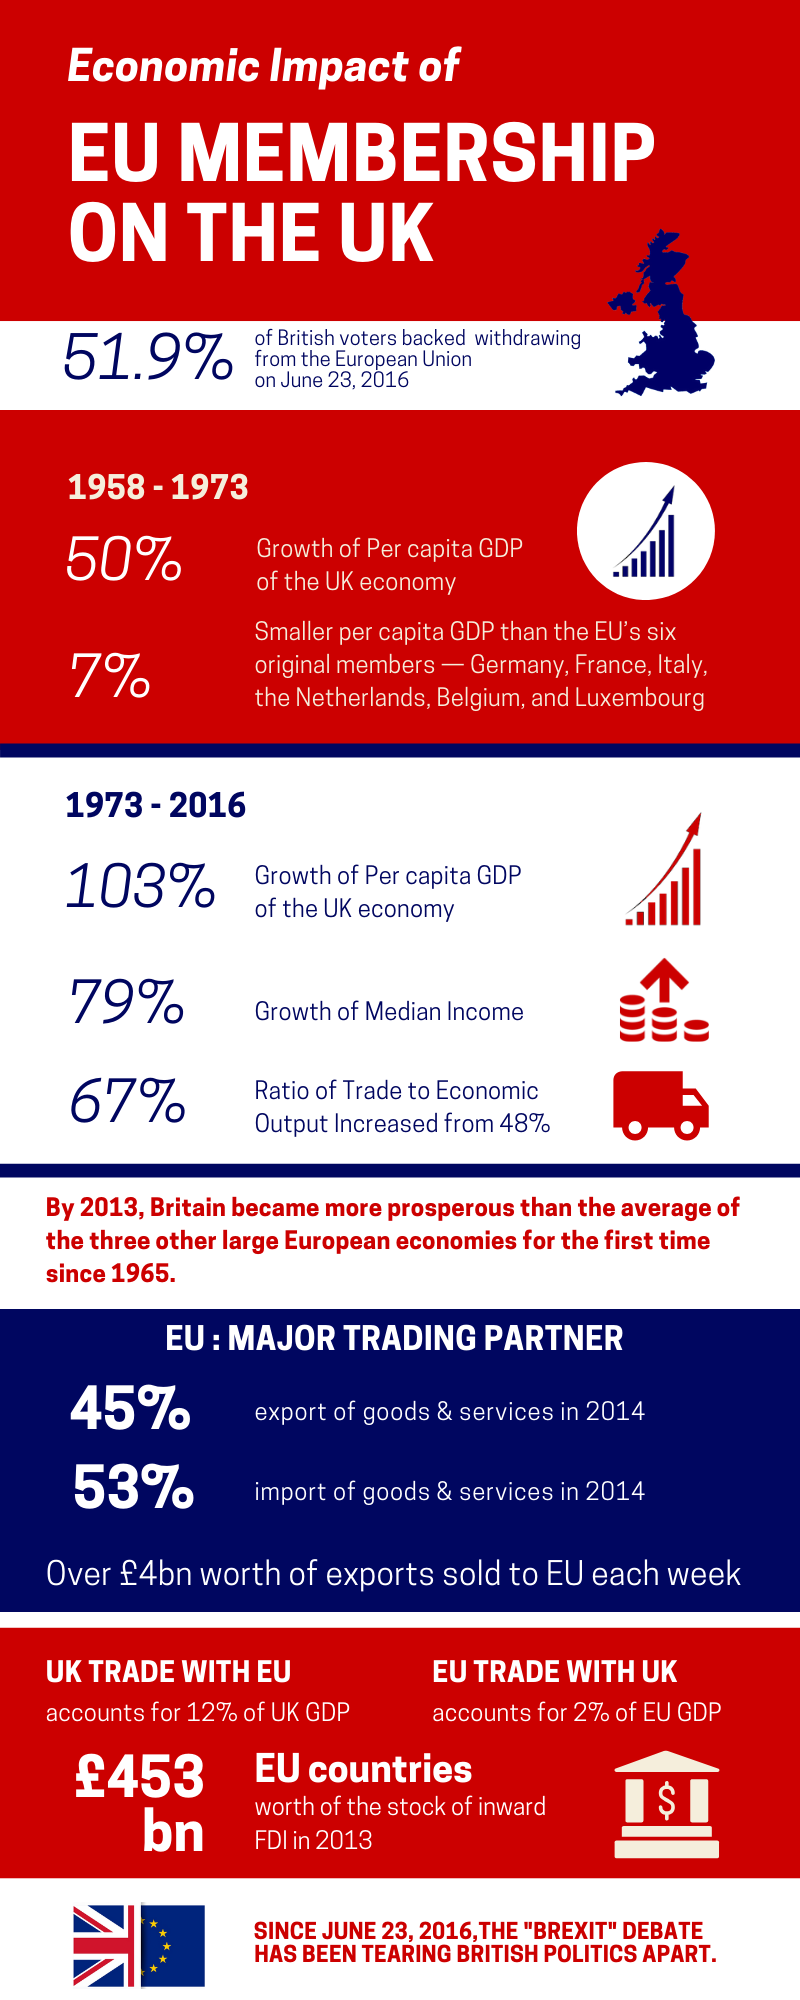 Economic Impact of
EU MEMBERSHIP
ON THE UK
51.9%
of British voters backed withdrawing
from the European Union
on June 23, 2016
1958 - 1973
50%
Growth of Per capita GDP
of the UK economy
7%
Smaller per capita GDP than the EU's six
original members — Germany, France, Italy,
the Netherlands, Belgium, and Luxembourg
1973 - 2016
103%
Growth of Per capita GDP
of the UK economy
79%
Growth of Median Income
67%
Ratio of Trade to Economic
Output Increased from 48%
By 2013, Britain became more prosperous than the average of
the three other large European economies for the first time
since 1965.
EU : MAJOR TRADING PARTNER
45%
export of goods & services in 2014
53%
import of goods & services in 2014
Over £4bn worth of exports sold to EU each week
UK TRADE WITH EU
accounts for 12% of UK GDP
EU TRADE WITH UK
accounts for 2% of EU GDP
£453
bn
EU countries
worth of the stock of inward
FDI in 2013
$
SINCE JUNE 23, 2016,THE "BREXIT" DEBATE
HAS BEEN TEARING BRITISH POLITICS APART.